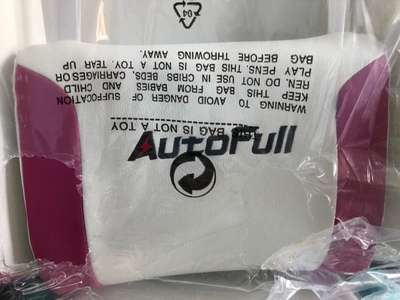 WARNING TO AVOID DANGER OF SUFFOCATION
KEEP THIS BAG FROM BABIES AND CHILD
REN. DO NOT USE IN CRIBS, BEDS, CARRIAGES OR
PLAY PENS. THIS BAG IS NOT A TOY. TEAR UP
BAG BEFORE THROWING AWAY.
BAG IS NOT A TOY
AutoFull
04